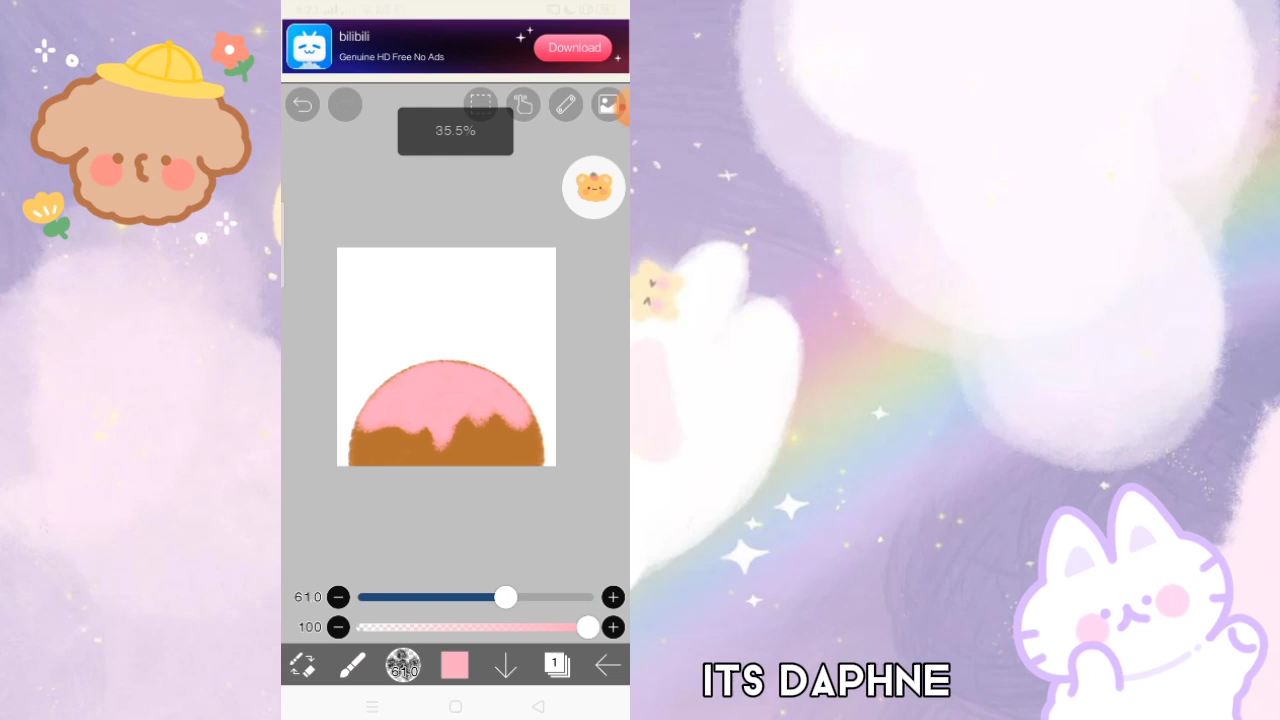 bilibili
Genuine HD Free No Ads
Download
35.5%
610
100
610
1
ITS DAPHNE